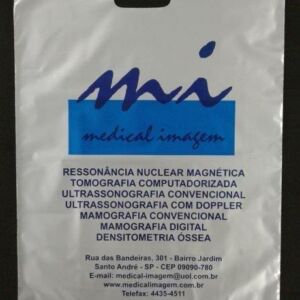 mi
medical imagem
RESSONÂNCIA NUCLEAR MAGNÉTICA
TOMOGRAFIA COMPUTADORIZADA
ULTRASSONOGRAFIA CONVENCIONAL
ULTRASSONOGRAFIA COM DOPPLER
MAMOGRAFIA CONVENCIONAL
MAMOGRAFIA DIGITAL
DENSITOMETRIA ÓSSEA
Rua das Bandeiras, 301 - Bairro Jardim
Santo André - SP - CEP 09090-780
E-mail: medical-imagem@uol.com.br
www.medicalimagem.com.br
Telefax: 4435-4511